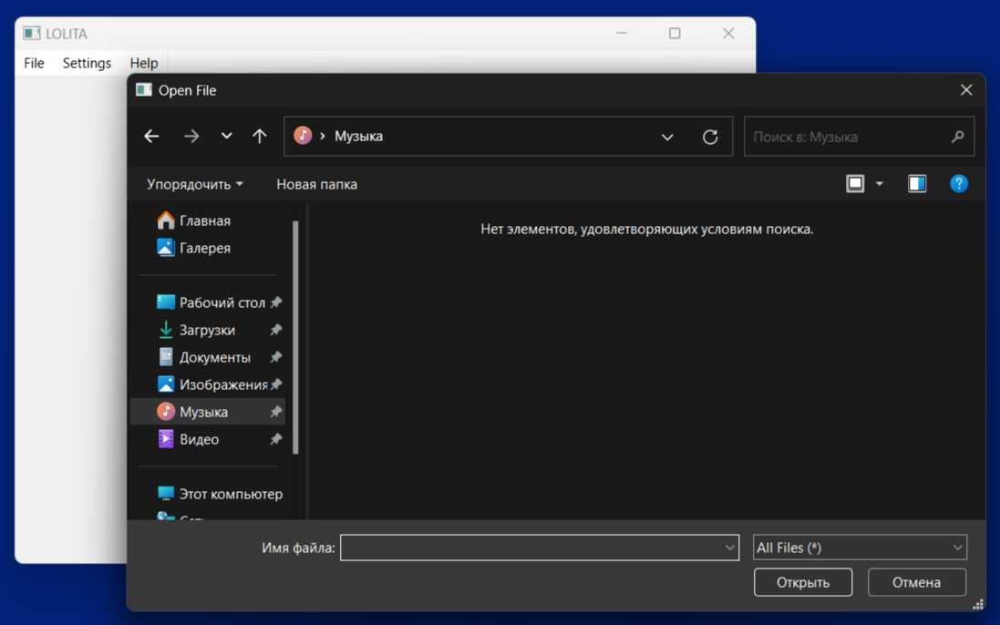 LOLITA
File Settings Help
Open File
Музыка
Поиск в: Музыка
Упорядочить
Новая папка
Главная
Галерея
Нет элементов, удовлетворяющих условиям поиска.
Рабочий стол
Загрузки
Документы
Изображения
Музыка
Видео
Этот компьютер
Имя файла:
All Files (*)
Открыть
Отмена